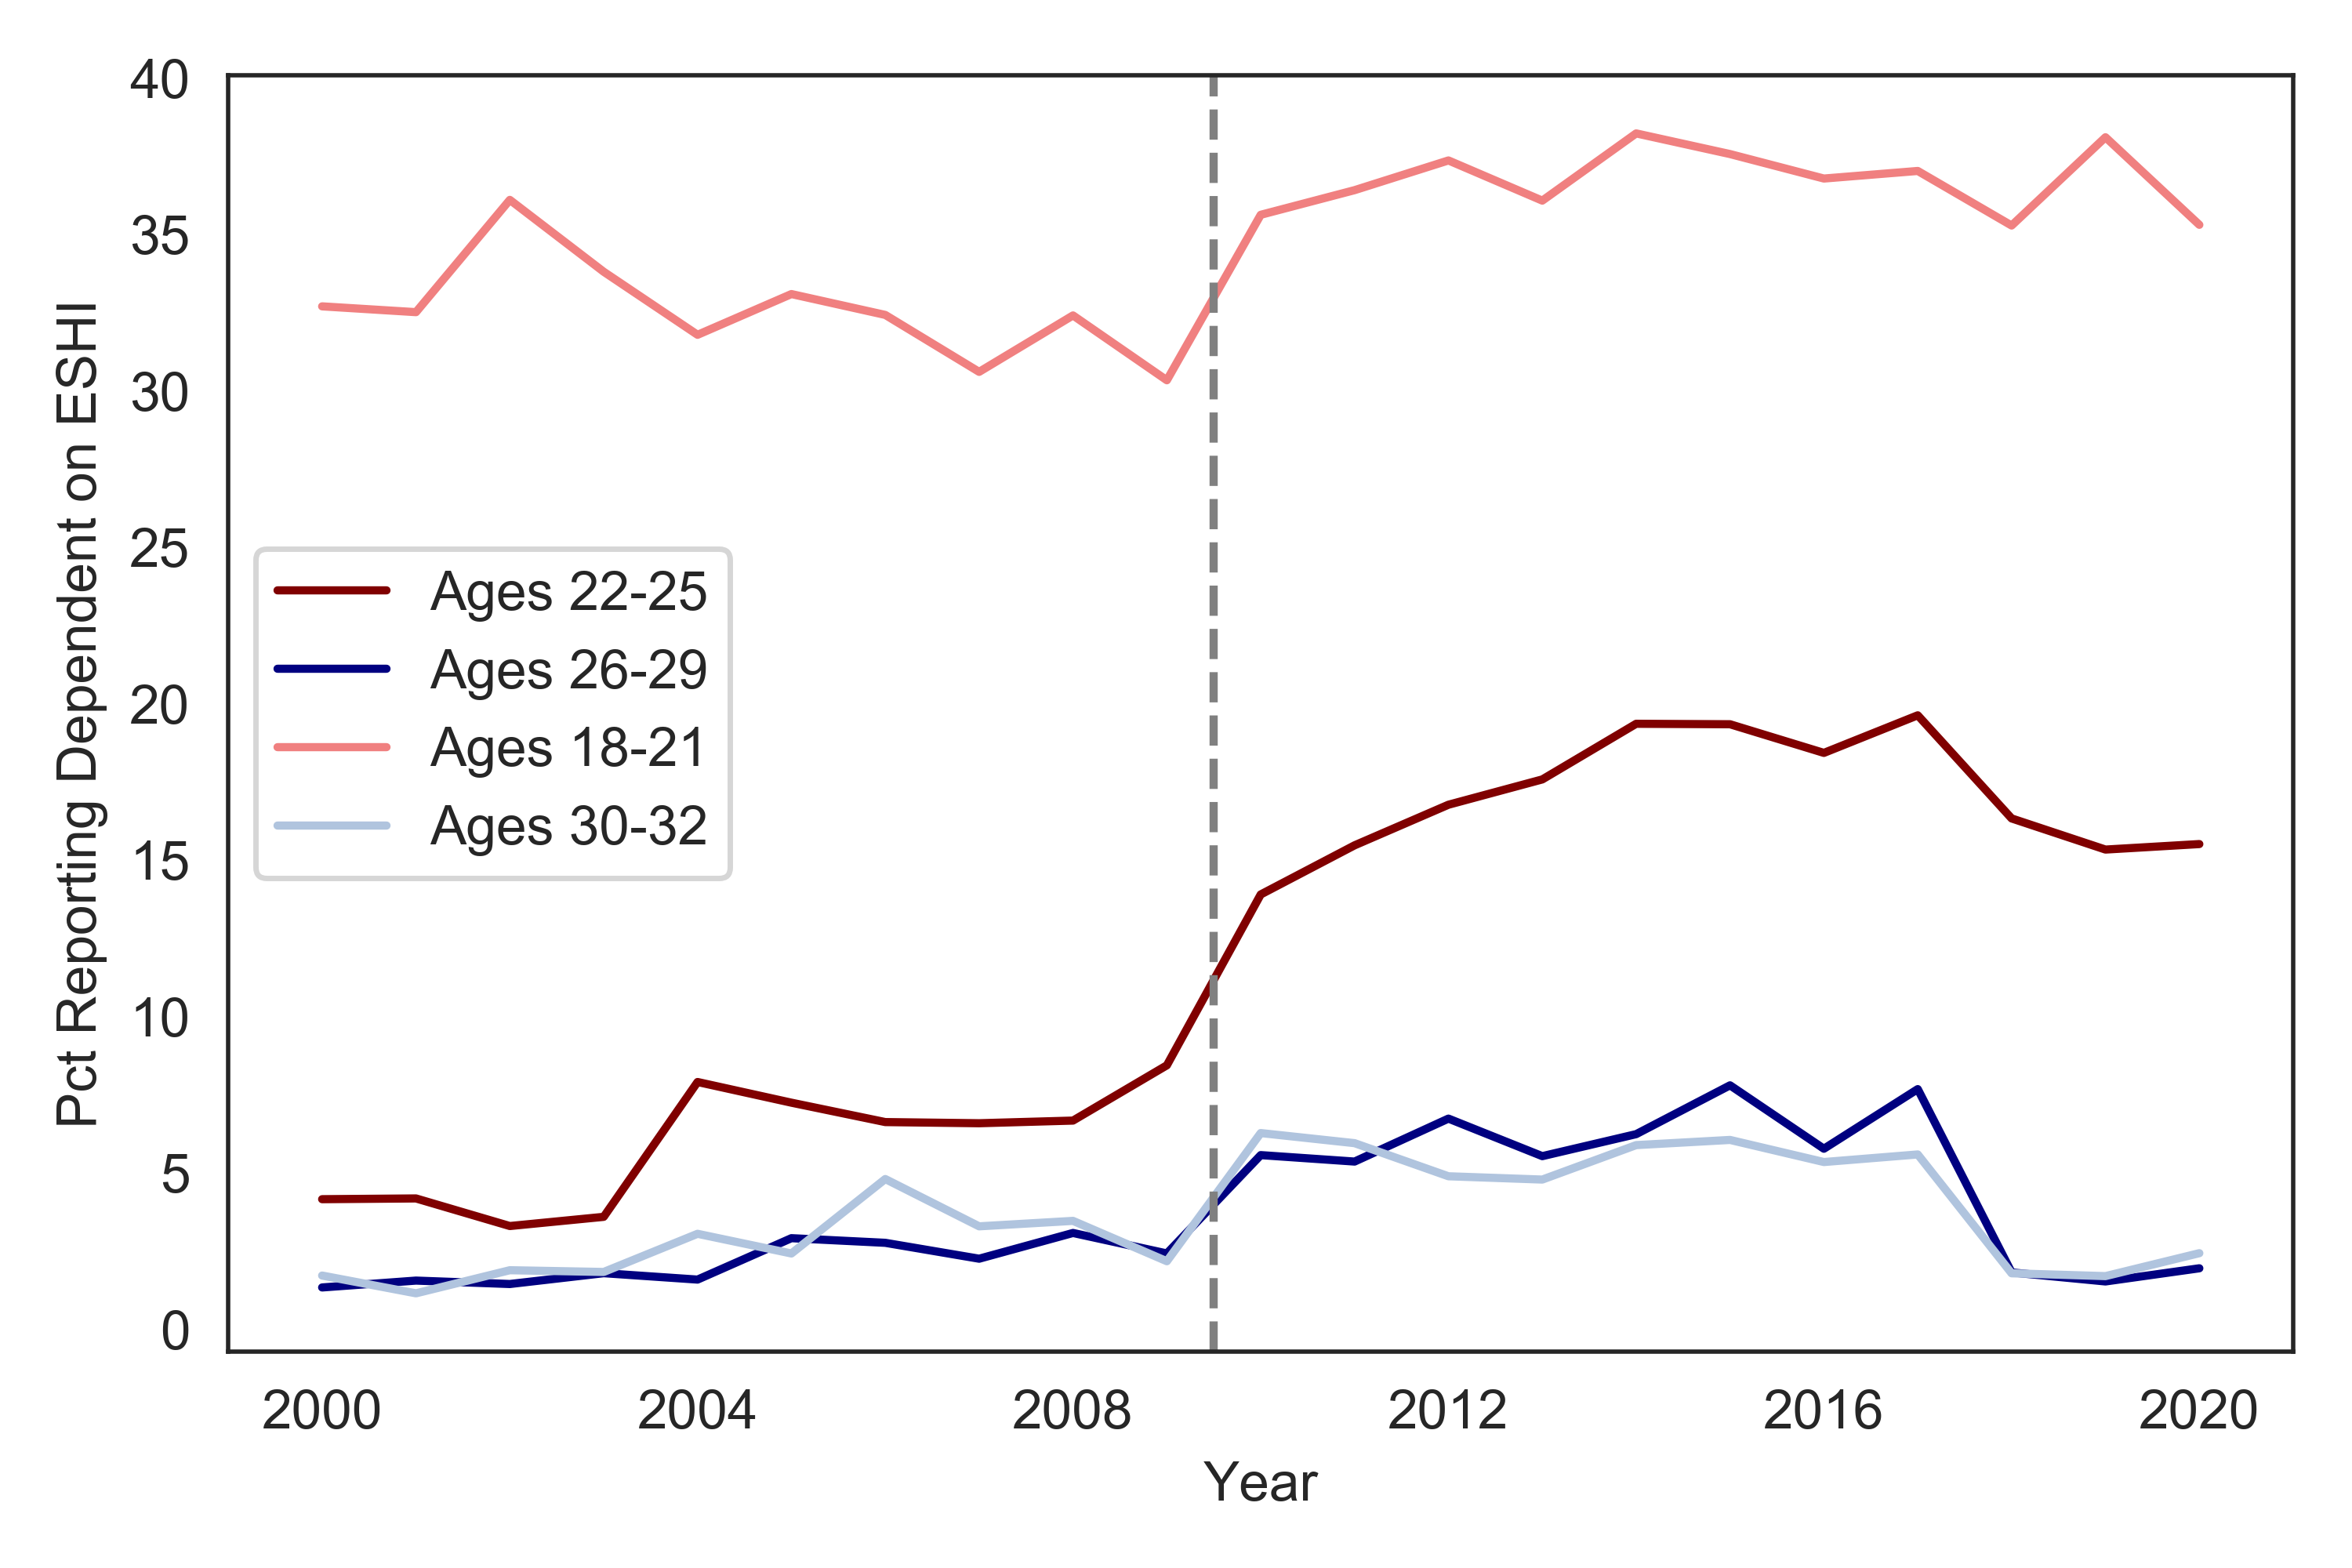 40
35
30
25
20
15
10
5
0
Pct Reporting Dependent on ESHI
Ages 22-25
Ages 26-29
Ages 18-21
Ages 30-32
2000 2004 2008 2012 2016 2020
Year